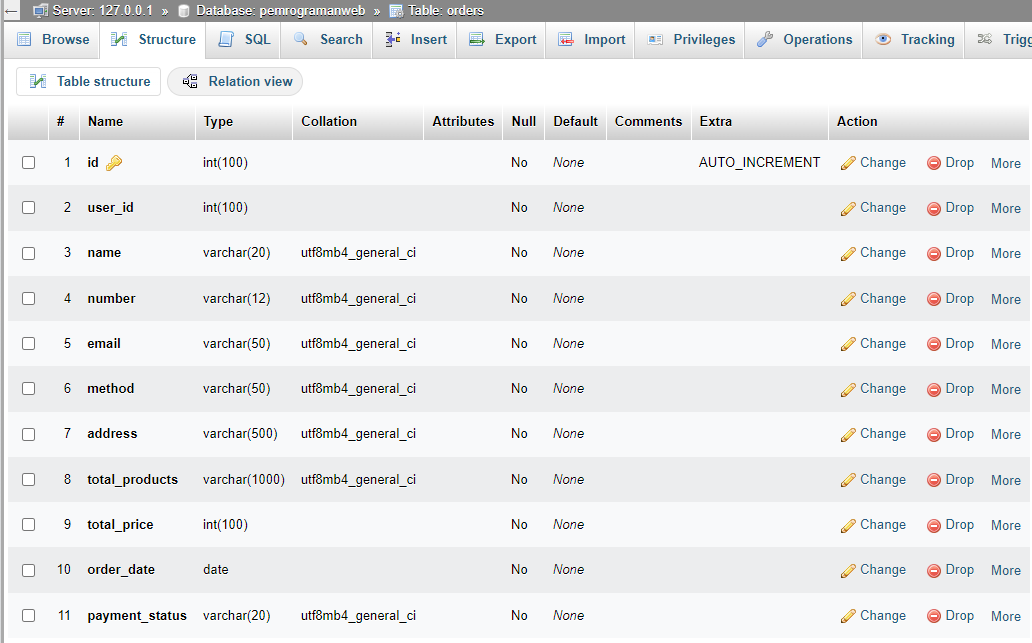 Server: 127.0.0.1 » Database: pemrogramanweb » Table: orders
Browse Structure SQL Search Insert Export Import Privileges Operations Tracking Trigg
Table structure Relation view
# Name Type Collation Attributes Null Default Comments Extra Action
1 id int(100) No None AUTO_INCREMENT Change Drop More
2 user_id int(100) No None Change Drop More
3 name varchar(20) utf8mb4_general_ci No None Change Drop More
4 number varchar(12) utf8mb4_general_ci No None Change Drop More
5 email varchar(50) utf8mb4_general_ci No None Change Drop More
6 method varchar(50) utf8mb4_general_ci No None Change Drop More
7 address varchar(500) utf8mb4_general_ci No None Change Drop More
8 total_products varchar(1000) utf8mb4_general_ci No None Change Drop More
9 total_price int(100) No None Change Drop More
10 order_date date No None Change Drop More
11 payment_status varchar(20) utf8mb4_general_ci No None Change Drop More